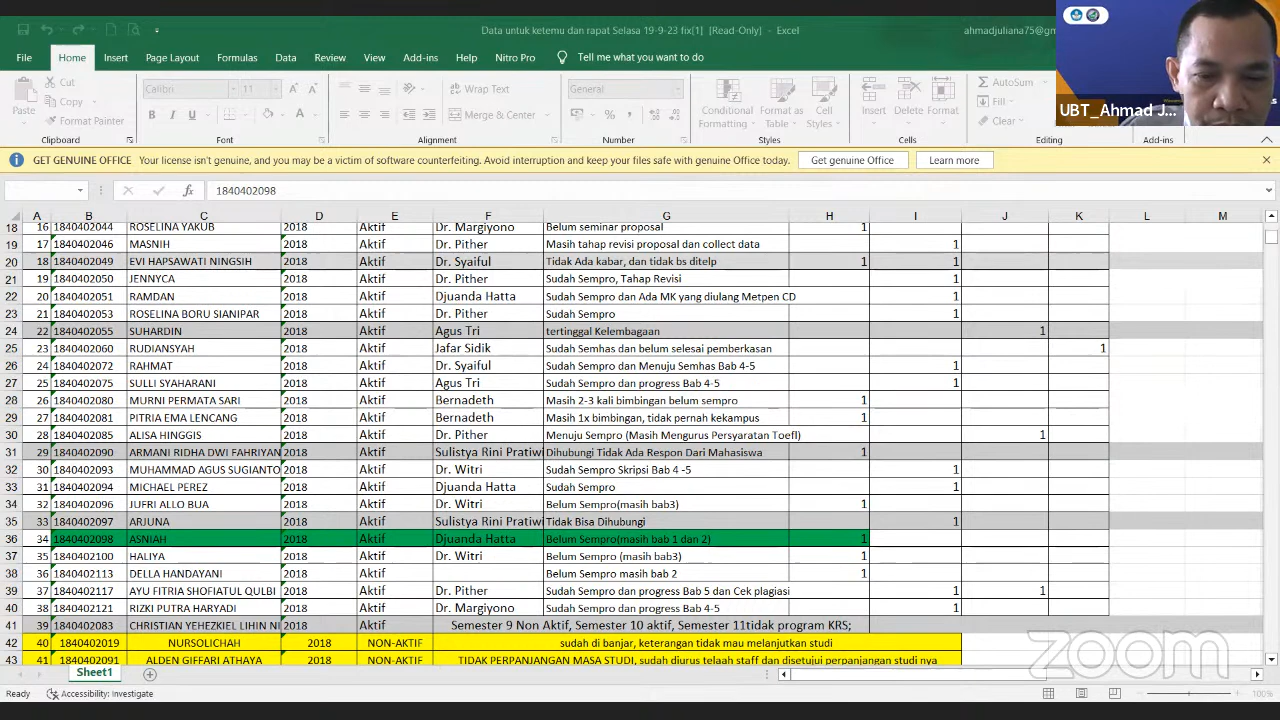 Data untuk ketemu dan rapat Selasa 19-9-23 fix[1] [Read-Only] - Excel
ahmadjuliana75@gm
File Home Insert Page Layout Formulas Data Review View Add-ins Help Nitro Pro Tell me what you want to do
UBT_Ahmad J...
Paste Cut Copy Format Painter Clipboard
Calibri B I U Font
Wrap Text Merge & Center Alignment
General % Number
Conditional Formatting Format as Table Cell Styles Styles
Insert Delete Format Cells
AutoSum Fill Clear Editing
Add-ins
GET GENUINE OFFICE Your license isn't genuine, and you may be a victim of software counterfeiting. Avoid interruption and keep your files safe with genuine Office today. Get genuine Office Learn more
fx 1840402098
A B C D E F G H I J K L M
18 16 1840402044 ROSELINA YAKUB 2018 Aktif Dr. Margiyono Belum seminar proposal 1
19 17 1840402046 MASNIH 2018 Aktif Dr. Pither Masih tahap revisi proposal dan collect data 1
20 18 1840402049 EVI HAPSAWATI NINGSIH 2018 Aktif Dr. Syaiful Tidak Ada kabar, dan tidak bs ditelp 1 1
21 19 1840402050 JENNYCA 2018 Aktif Dr. Pither Sudah Sempro, Tahap Revisi 1
22 20 1840402051 RAMDAN 2018 Aktif Djuanda Hatta Sudah Sempro dan Ada MK yang diulang Metpen CD 1
23 21 1840402053 ROSELINA BORU SIANIPAR 2018 Aktif Dr. Pither Sudah Sempro 1
24 22 1840402055 SUHARDIN 2018 Aktif Agus Tri tertinggal Kelembagaan 1
25 23 1840402060 RUDIANSYAH 2018 Aktif Jafar Sidik Sudah Semhas dan belum selesai pemberkasan 1
26 24 1840402072 RAHMAT 2018 Aktif Dr. Syaiful Sudah Sempro dan Menuju Semhas Bab 4-5 1
27 25 1840402075 SULLI SYAHARANI 2018 Aktif Agus Tri Sudah Sempro dan progress Bab 4-5 1
28 26 1840402080 MURNI PERMATA SARI 2018 Aktif Bernadeth Masih 2-3 kali bimbingan belum sempro 1
29 27 1840402081 PITRIA EMA LENCANG 2018 Aktif Bernadeth Masih 1x bimbingan, tidak pernah kekampus 1
30 28 1840402085 ALISA HINGGIS 2018 Aktif Dr. Pither Menuju Sempro (Masih Mengurus Persyaratan Toefl) 1
31 29 1840402090 ARMANI RIDHA DWI FAHRIYAN 2018 Aktif Sulistya Rini Pratiwi Dihubungi Tidak Ada Respon Dari Mahasiswa 1
32 30 1840402093 MUHAMMAD AGUS SUGIANTO 2018 Aktif Dr. Witri Sudah Sempro Skripsi Bab 4 -5 1
33 31 1840402094 MICHAEL PEREZ 2018 Aktif Djuanda Hatta Sudah Sempro 1
34 32 1840402096 JUFRI ALLO BUA 2018 Aktif Dr. Witri Belum Sempro(masih bab3) 1
35 33 1840402097 ARJUNA 2018 Aktif Sulistya Rini Pratiwi Tidak Bisa Dihubungi 1
36 34 1840402098 ASNIAH 2018 Aktif Djuanda Hatta Belum Sempro(masih bab 1 dan 2) 1
37 35 1840402100 HALIYA 2018 Aktif Dr. Witri Belum Sempro (masih bab3) 1
38 36 1840402113 DELLA HANDAYANI 2018 Aktif Belum Sempro masih bab 2 1
39 37 1840402117 AYU FITRIA SHOFIATUL QULBI 2018 Aktif Dr. Pither Sudah Sempro dan progress Bab 5 dan Cek plagiasi 1 1
40 38 1840402121 RIZKI PUTRA HARYADI 2018 Aktif Dr. Margiyono Sudah Sempro dan progress Bab 4-5 1
41 39 1840402083 CHRISTIAN YEHEZKIEL LIHIN NI 2018 Aktif Semester 9 Non Aktif, Semester 10 aktif, Semester 11tidak program KRS;
42 40 1840402019 NURSOLICHAH 2018 NON-AKTIF sudah di banjar, keterangan tidak mau melanjutkan studi
43 41 1840402091 ALDEN GIFFARI ATHAYA 2018 NON-AKTIF TIDAK PERPANJANGAN MASA STUDI, sudah diurus telaah staff dan disetujui perpanjangan studi nya
zoom
Sheet1
Ready Accessibility: Investigate 100%